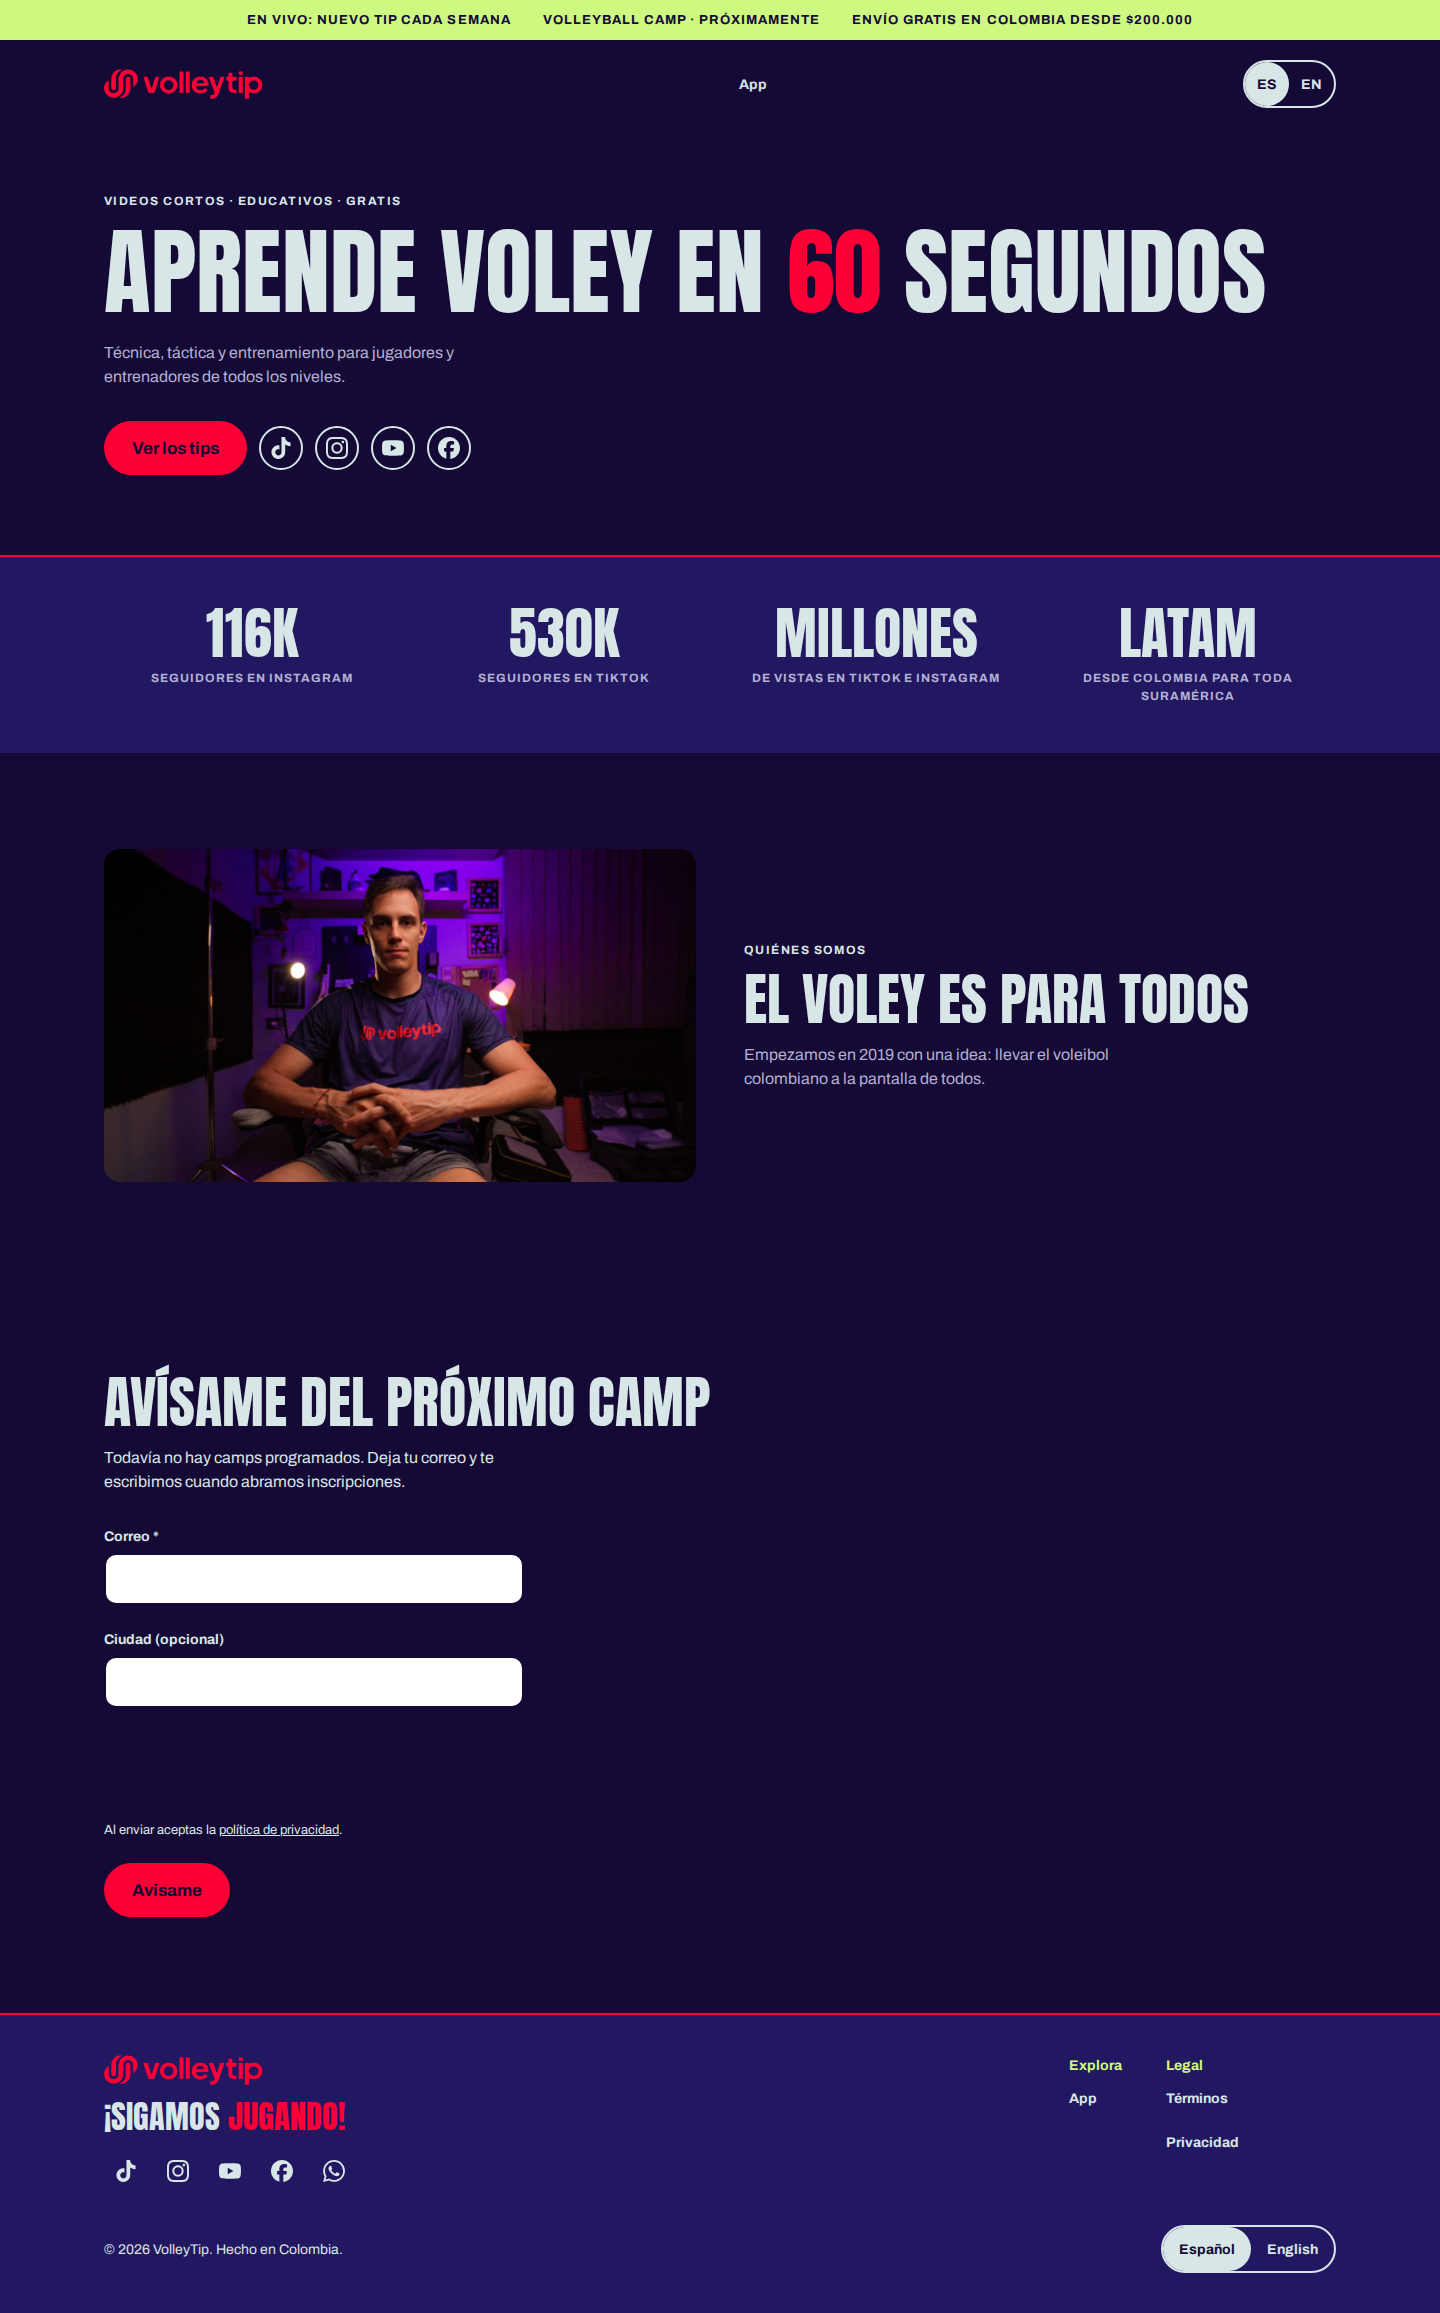 EN VIVO: NUEVO TIP CADA SEMANA VOLLEYBALL CAMP · PRÓXIMAMENTE ENVÍO GRATIS EN COLOMBIA DESDE $200.000
volleytip App ES EN
VIDEOS CORTOS · EDUCATIVOS · GRATIS
APRENDE VOLEY EN 60 SEGUNDOS
Técnica, táctica y entrenamiento para jugadores y
entrenadores de todos los niveles.
Ver los tips
116K
SEGUIDORES EN INSTAGRAM
530K
SEGUIDORES EN TIKTOK
MILLONES
DE VISTAS EN TIKTOK E INSTAGRAM
LATAM
DESDE COLOMBIA PARA TODA
SURAMÉRICA
volleytip
QUIÉNES SOMOS
EL VOLEY ES PARA TODOS
Empezamos en 2019 con una idea: llevar el voleibol
colombiano a la pantalla de todos.
AVÍSAME DEL PRÓXIMO CAMP
Todavía no hay camps programados. Deja tu correo y te
escribimos cuando abramos inscripciones.
Correo *
Ciudad (opcional)
Al enviar aceptas la política de privacidad.
Avísame
volleytip
¡SIGAMOS JUGANDO!
Explora
App
Legal
Términos
Privacidad
© 2026 VolleyTip. Hecho en Colombia.
Español English